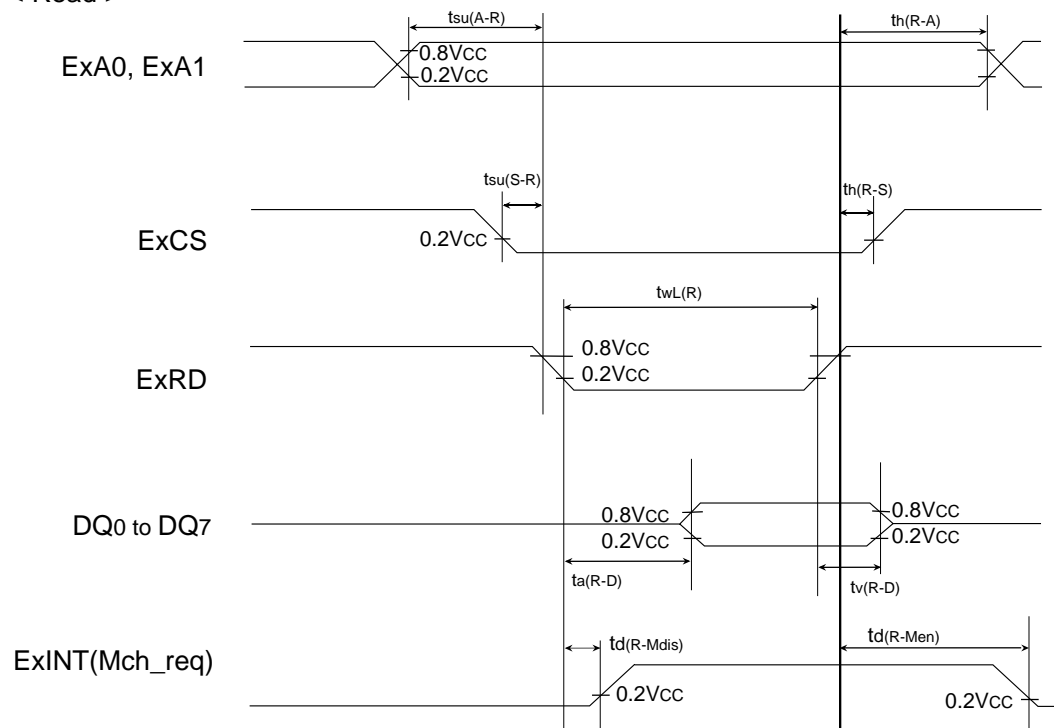 < Read >
tsu(A-R)
th(R-A)
ExA0, ExA1
0.8VCC
0.2VCC
tsu(S-R)
th(R-S)
ExCS
0.2VCC
twL(R)
0.8VCC
ExRD
0.2VCC
DQ0 to DQ7
0.8VCC
0.8VCC
0.2VCC
0.2VCC
ta(R-D)
tv(R-D)
ExINT(Mch_req)
td(R-Mdis)
td(R-Men)
0.2VCC
0.2VCC